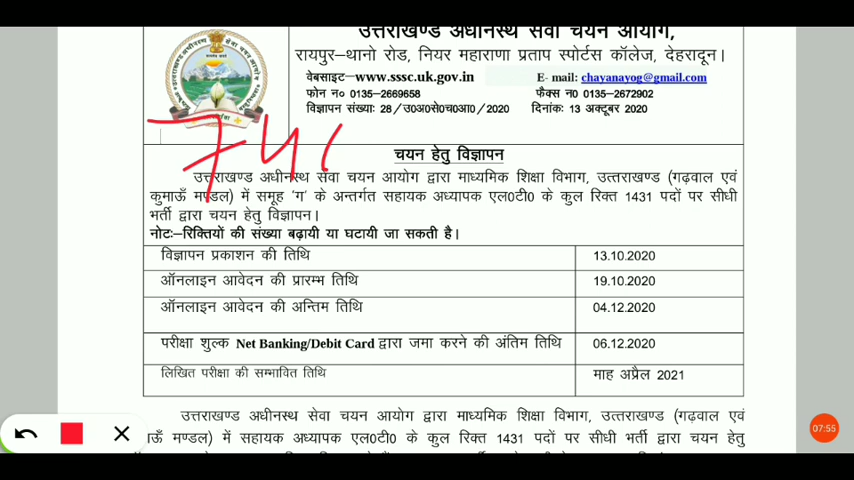 उत्तराखण्ड अधीनस्थ सेवा चयन आयोग,
रायपुर–थानो रोड, नियर महाराणा प्रताप स्पोर्टस कॉलेज, देहरादून।
वेबसाइट–www.sssc.uk.gov.in E- mail: chayanayog@gmail.com
फोन न० 0135–2669658 फैक्स न0 0135–2672902
विज्ञापन संख्याः 28/उ0अ0से0च0आ0/2020 दिनांकः 13 अक्टूबर 2020
74
चयन हेतु विज्ञापन
उत्तराखण्ड अधीनस्थ सेवा चयन आयोग द्वारा माध्यमिक शिक्षा विभाग, उत्तराखण्ड (गढ़वाल एवं
कुमाऊँ मण्डल) में समूह 'ग' के अन्तर्गत सहायक अध्यापक एल0टी0 के कुल रिक्त 1431 पदों पर सीधी
भर्ती द्वारा चयन हेतु विज्ञापन।
नोटः–रिक्तियों की संख्या बढ़ायी या घटायी जा सकती है।
विज्ञापन प्रकाशन की तिथि 13.10.2020
ऑनलाइन आवेदन की प्रारम्भ तिथि 19.10.2020
ऑनलाइन आवेदन की अन्तिम तिथि 04.12.2020
परीक्षा शुल्क Net Banking/Debit Card द्वारा जमा करने की अंतिम तिथि 06.12.2020
लिखित परीक्षा की सम्भावित तिथि माह अप्रैल 2021
उत्तराखण्ड अधीनस्थ सेवा चयन आयोग द्वारा माध्यमिक शिक्षा विभाग, उत्तराखण्ड (गढ़वाल एवं
मण्डल) में सहायक अध्यापक एल0टी0 के कुल रिक्त 1431 पदों पर सीधी भर्ती द्वारा चयन हेतु
07:55